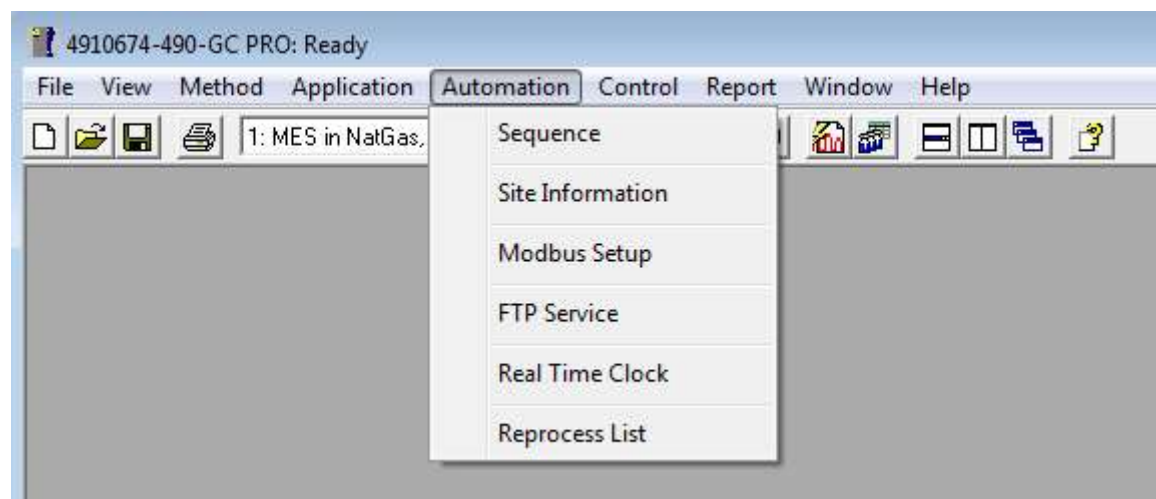 4910674-490-GC PRO: Ready
File View Method Application Automation Control Report Window Help
1: MES in NatGas,
Sequence
Site Information
Modbus Setup
FTP Service
Real Time Clock
Reprocess List